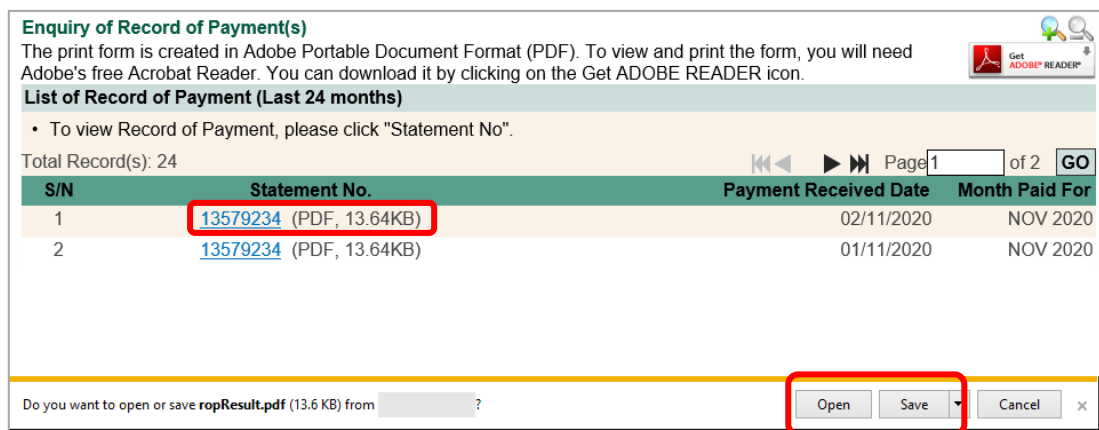 Enquiry of Record of Payment(s)
The print form is created in Adobe Portable Document Format (PDF). To view and print the form, you will need
Adobe's free Acrobat Reader. You can download it by clicking on the Get ADOBE READER icon.
Get
ADOBE® READER®
List of Record of Payment (Last 24 months)
• To view Record of Payment, please click "Statement No".
Total Record(s): 24 Page 1 of 2 GO
S/N Statement No. Payment Received Date Month Paid For
1 13579234 (PDF, 13.64KB) 02/11/2020 NOV 2020
2 13579234 (PDF, 13.64KB) 01/11/2020 NOV 2020
Do you want to open or save ropResult.pdf (13.6 KB) from ? Open Save Cancel ×